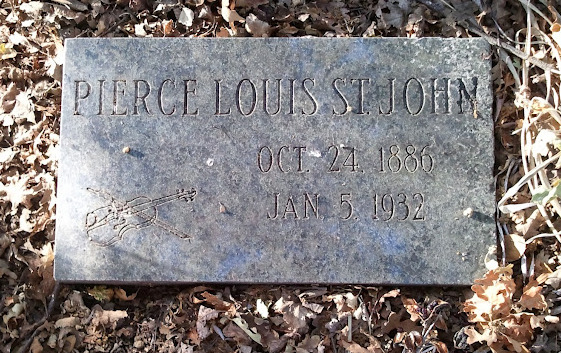 PIERCE LOUIS ST. JOHN
OCT. 24, 1886
JAN. 5, 1932